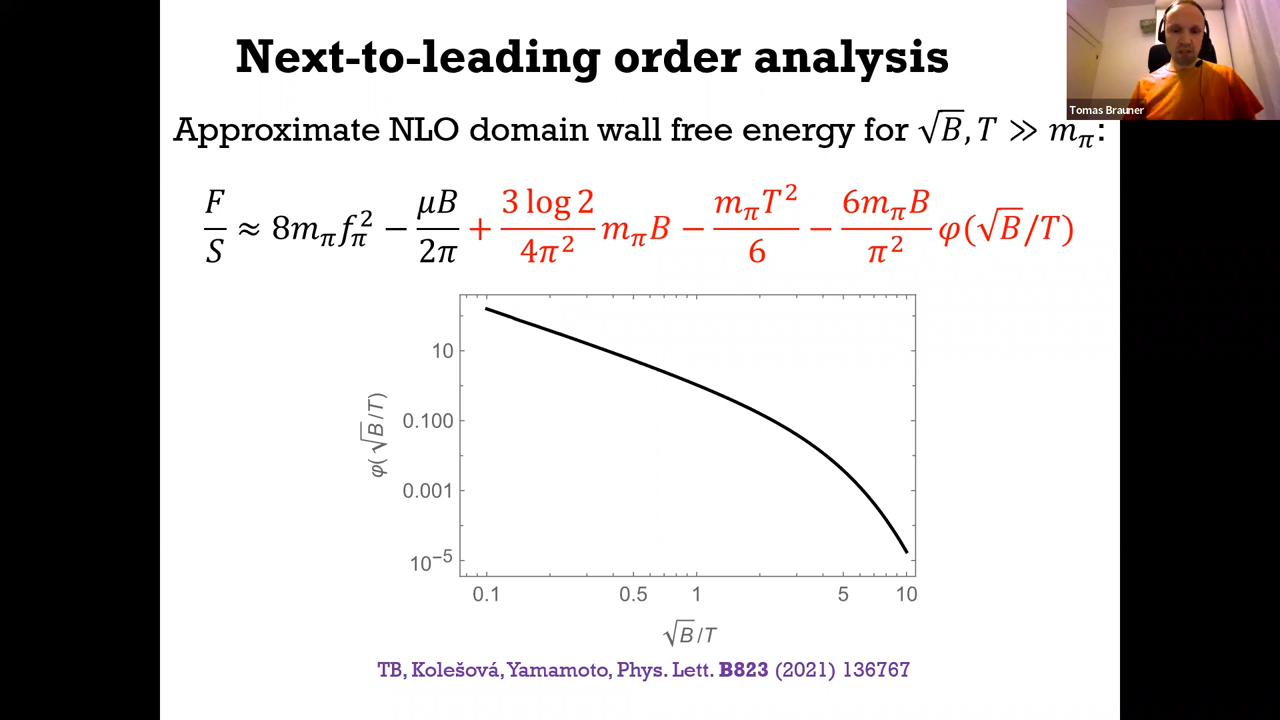 Next-to-leading order analysis
Tomas Brauner
Approximate NLO domain wall free energy for √B, T ≫ m_π:
F/S ≈ 8m_π f_π² − μB/2π + (3 log 2)/(4π²) m_π B − m_π T²/6 − (6m_π B)/π² φ(√B/T)
10
0.100
0.001
10⁻⁵
φ(√B/T)
0.1 0.5 1 5 10
√B/T
TB, Kolešová, Yamamoto, Phys. Lett. B823 (2021) 136767